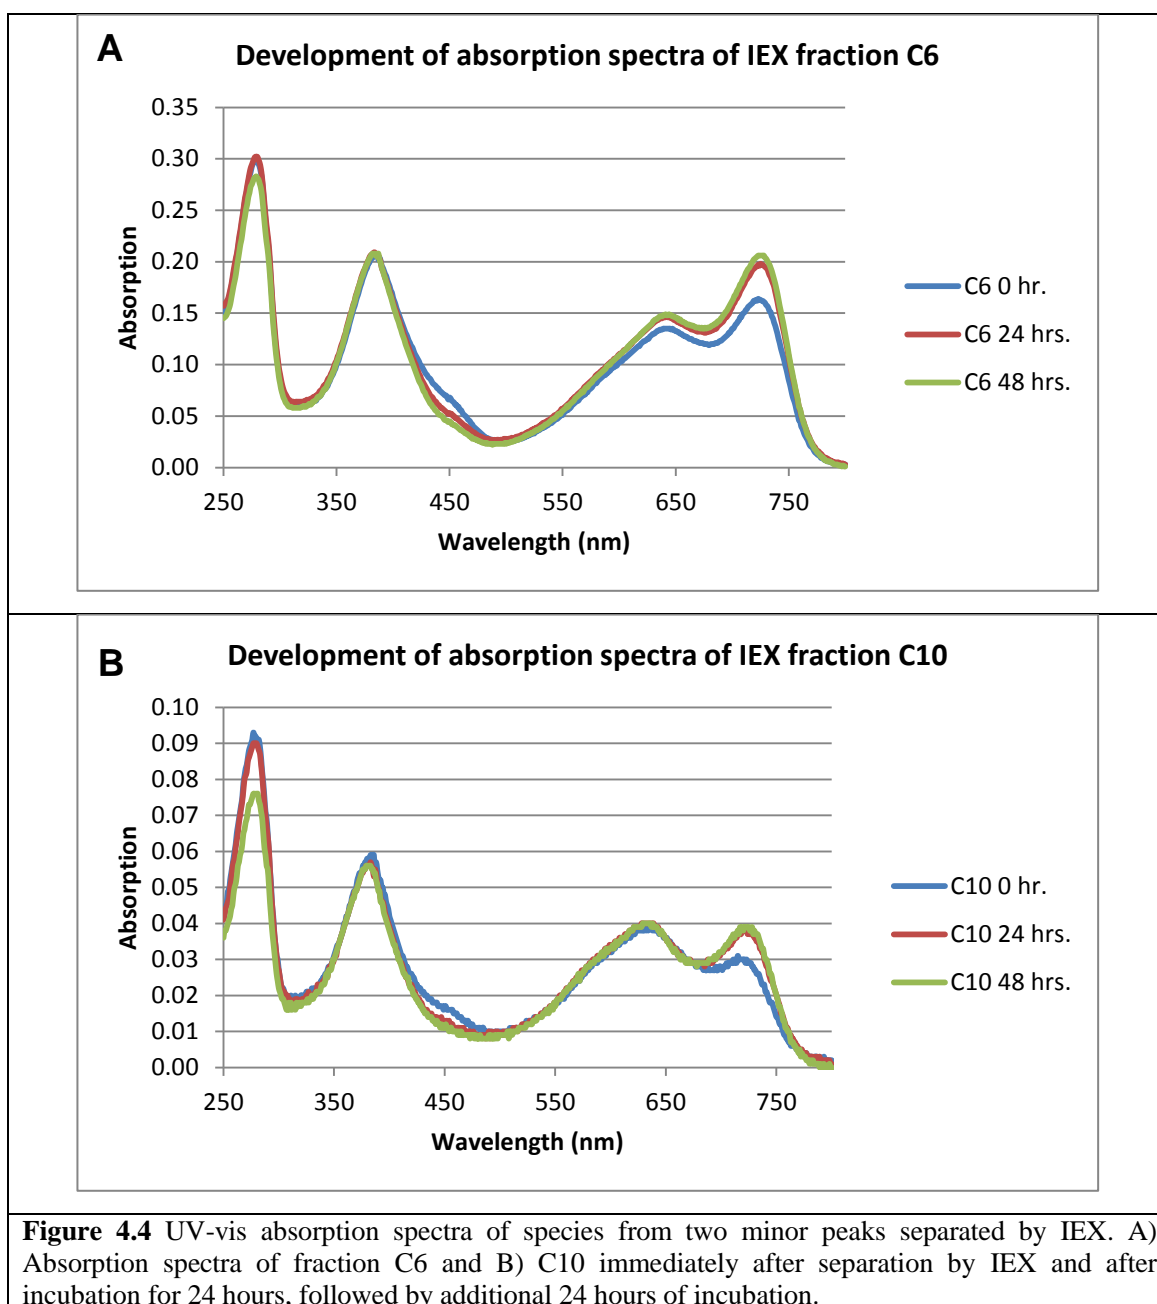 A
Development of absorption spectra of IEX fraction C6
0.35
0.30
0.25
0.20
0.15
0.10
0.05
0.00
Absorption
250 350 450 550 650 750
Wavelength (nm)
C6 0 hr.
C6 24 hrs.
C6 48 hrs.
B
Development of absorption spectra of IEX fraction C10
0.10
0.09
0.08
0.07
0.06
0.05
0.04
0.03
0.02
0.01
0.00
Absorption
250 350 450 550 650 750
Wavelength (nm)
C10 0 hr.
C10 24 hrs.
C10 48 hrs.
Figure 4.4 UV-vis absorption spectra of species from two minor peaks separated by IEX. A)
Absorption spectra of fraction C6 and B) C10 immediately after separation by IEX and after
incubation for 24 hours, followed by additional 24 hours of incubation.